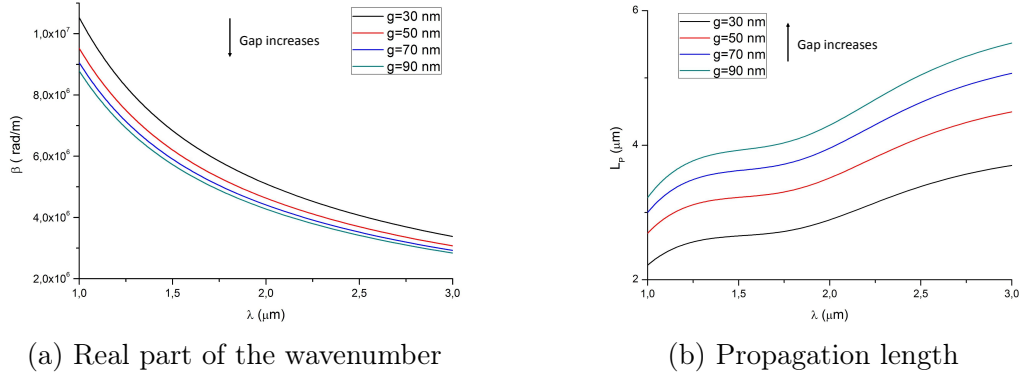 g=30 nm
g=50 nm
g=70 nm
g=90 nm
Gap increases
1,0x10⁷
8,0x10⁶
6,0x10⁶
4,0x10⁶
2,0x10⁶
β ( rad/m)
1,0 1,5 2,0 2,5 3,0
λ (μm)
(a) Real part of the wavenumber
g=30 nm
g=50 nm
g=70 nm
g=90 nm
Gap increases
6
4
2
L_P (μm)
1,0 1,5 2,0 2,5 3,0
λ (μm)
(b) Propagation length